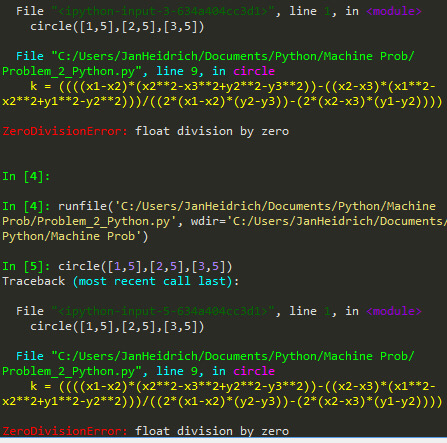 File "<ipython-input-3-634a404cc3d1>", line 1, in <module>
circle([1,5],[2,5],[3,5])
File "C:/Users/JanHeidrich/Documents/Python/Machine Prob/
Problem_2_Python.py", line 9, in circle
k = ((((x1-x2)*(x2**2-x3**2+y2**2-y3**2))-((x2-x3)*(x1**2-
x2**2+y1**2-y2**2)))/((2*(x1-x2)*(y2-y3))-(2*(x2-x3)*(y1-y2))))
ZeroDivisionError: float division by zero
In [4]:
In [4]: runfile('C:/Users/JanHeidrich/Documents/Python/Machine
Prob/Problem_2_Python.py', wdir='C:/Users/JanHeidrich/Documents/
Python/Machine Prob')
In [5]: circle([1,5],[2,5],[3,5])
Traceback (most recent call last):
File "<ipython-input-5-634a404cc3d1>", line 1, in <module>
circle([1,5],[2,5],[3,5])
File "C:/Users/JanHeidrich/Documents/Python/Machine Prob/
Problem_2_Python.py", line 9, in circle
k = ((((x1-x2)*(x2**2-x3**2+y2**2-y3**2))-((x2-x3)*(x1**2-
x2**2+y1**2-y2**2)))/((2*(x1-x2)*(y2-y3))-(2*(x2-x3)*(y1-y2))))
ZeroDivisionError: float division by zero